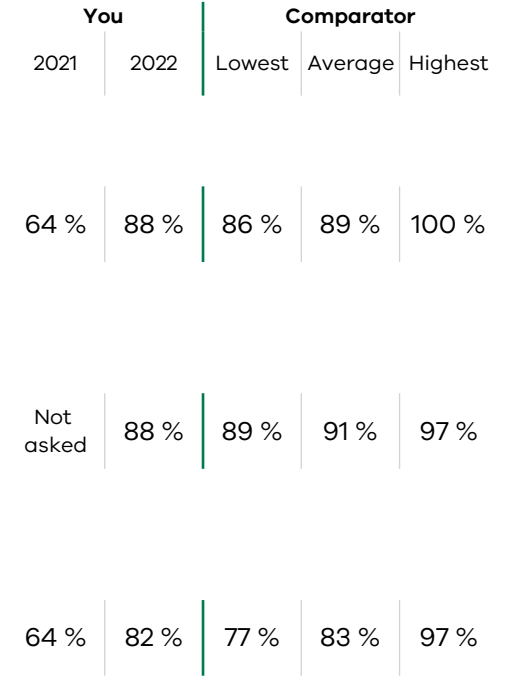 You Comparator
2021 2022 Lowest Average Highest
64 % 88 % 86 % 89 % 100 %
Not
asked 88 % 89 % 91 % 97 %
64 % 82 % 77 % 83 % 97 %